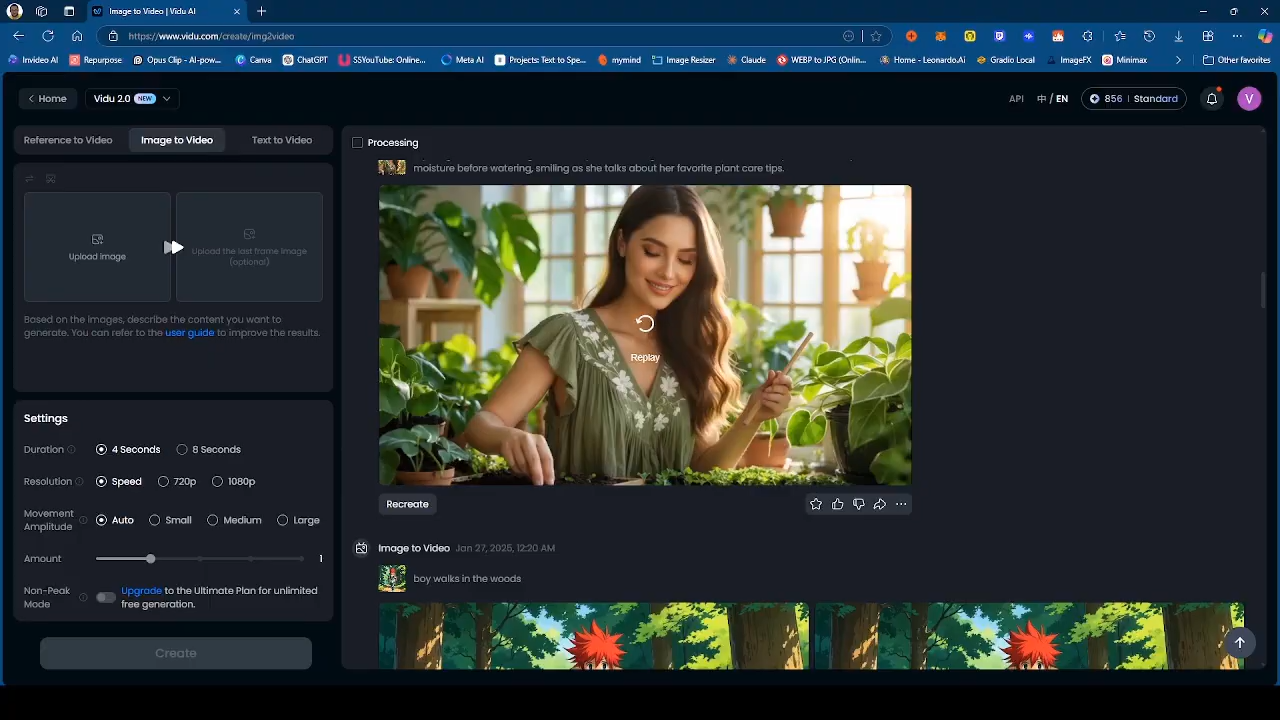 Image to Video | Vidu AI
https://www.vidu.com/create/img2video
Invideo AI
Repurpose
Opus Clip - AI-pow...
Canva
ChatGPT
SSYouTube: Online...
Meta AI
Projects: Text to Spe...
mymind
Image Resizer
Claude
WEBP to JPG (Onlin...
Home - Leonardo.Ai
Gradio Local
ImageFX
Minimax
Other favorites
Home
Vidu 2.0 NEW
API
中 / EN
856 | Standard
V
Reference to Video
Image to Video
Text to Video
Upload image
Upload the last frame image
(optional)
Based on the images, describe the content you want to
generate. You can refer to the user guide to improve the results.
Settings
Duration
4 Seconds
8 Seconds
Resolution
Speed
720p
1080p
Movement
Amplitude
Auto
Small
Medium
Large
Amount
1
Non-Peak
Mode
Upgrade to the Ultimate Plan for unlimited
free generation.
Create
Processing
moisture before watering, smiling as she talks about her favorite plant care tips.
Replay
Recreate
Image to Video Jan 27, 2025, 12:20 AM
boy walks in the woods